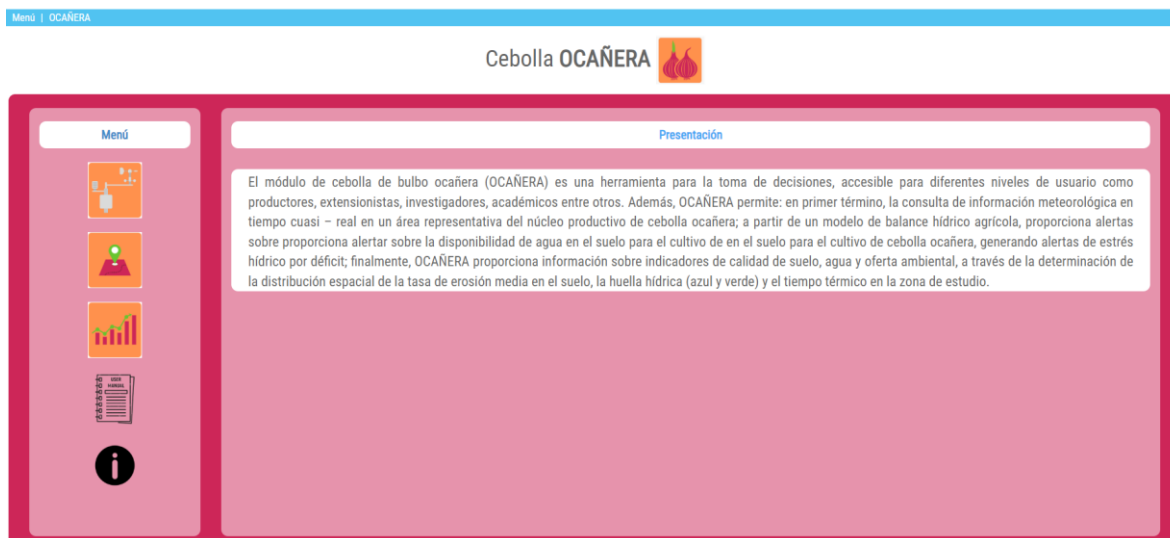 Menú | OCAÑERA
Cebolla OCAÑERA
Menú
Presentación
El módulo de cebolla de bulbo ocañera (OCAÑERA) es una herramienta para la toma de decisiones, accesible para diferentes niveles de usuario como
productores, extensionistas, investigadores, académicos entre otros. Además, OCAÑERA permite: en primer término, la consulta de información meteorológica en
tiempo cuasi – real en un área representativa del núcleo productivo de cebolla ocañera; a partir de un modelo de balance hídrico agrícola, proporciona alertas
sobre proporciona alertar sobre la disponibilidad de agua en el suelo para el cultivo de en el suelo para el cultivo de cebolla ocañera, generando alertas de estrés
hídrico por déficit; finalmente, OCAÑERA proporciona información sobre indicadores de calidad de suelo, agua y oferta ambiental, a través de la determinación de
la distribución espacial de la tasa de erosión media en el suelo, la huella hídrica (azul y verde) y el tiempo térmico en la zona de estudio.
USER
MANUAL